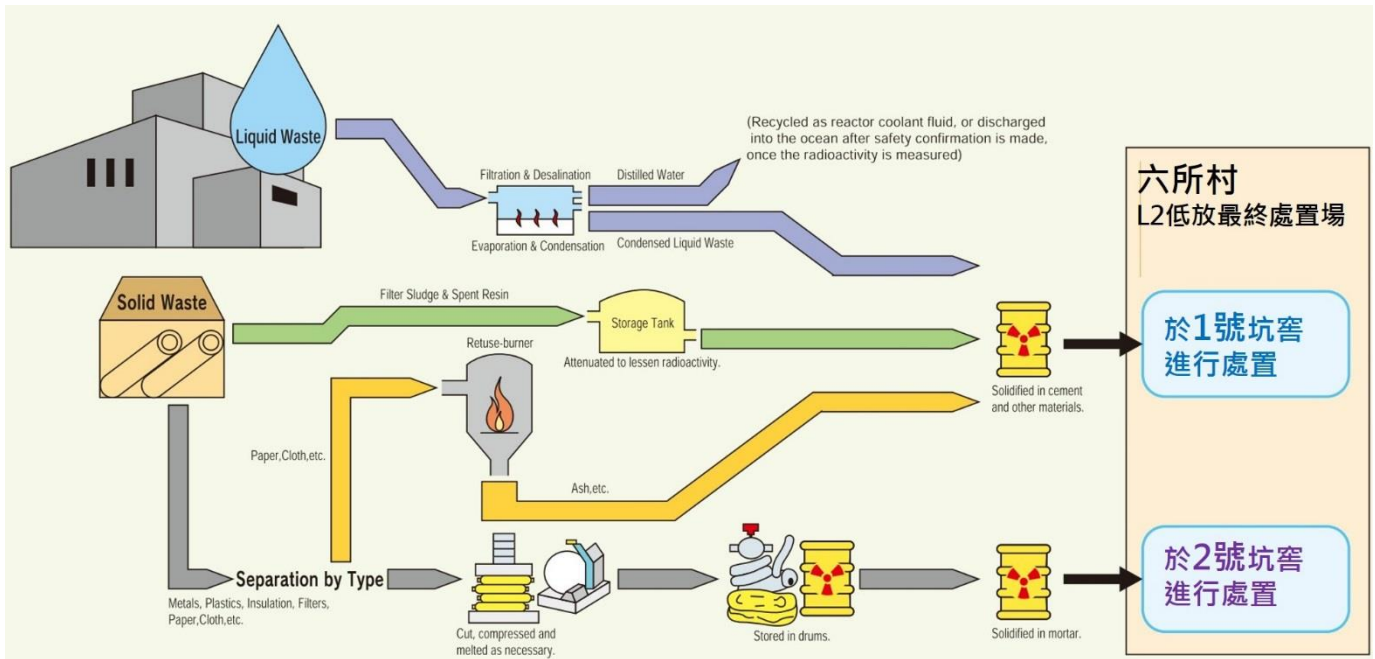 Liquid Waste
(Recycled as reactor coolant fluid, or discharged
into the ocean after safety confirmation is made,
once the radioactivity is measured)
Filtration & Desalination
Distilled Water
Evaporation & Condensation
Condensed Liquid Waste
六所村
L2低放最終處置場
Solid Waste
Filter Sludge & Spent Resin
Storage Tank
Attenuated to lessen radioactivity.
Retuse-burner
Solidified in cement
and other materials.
於1號坑窖
進行處置
Paper,Cloth,etc.
Ash,etc.
Separation by Type
Metals, Plastics, Insulation, Filters,
Paper,Cloth,etc.
Cut, compressed and
melted as necessary.
Stored in drums.
Solidified in mortar.
於2號坑窖
進行處置